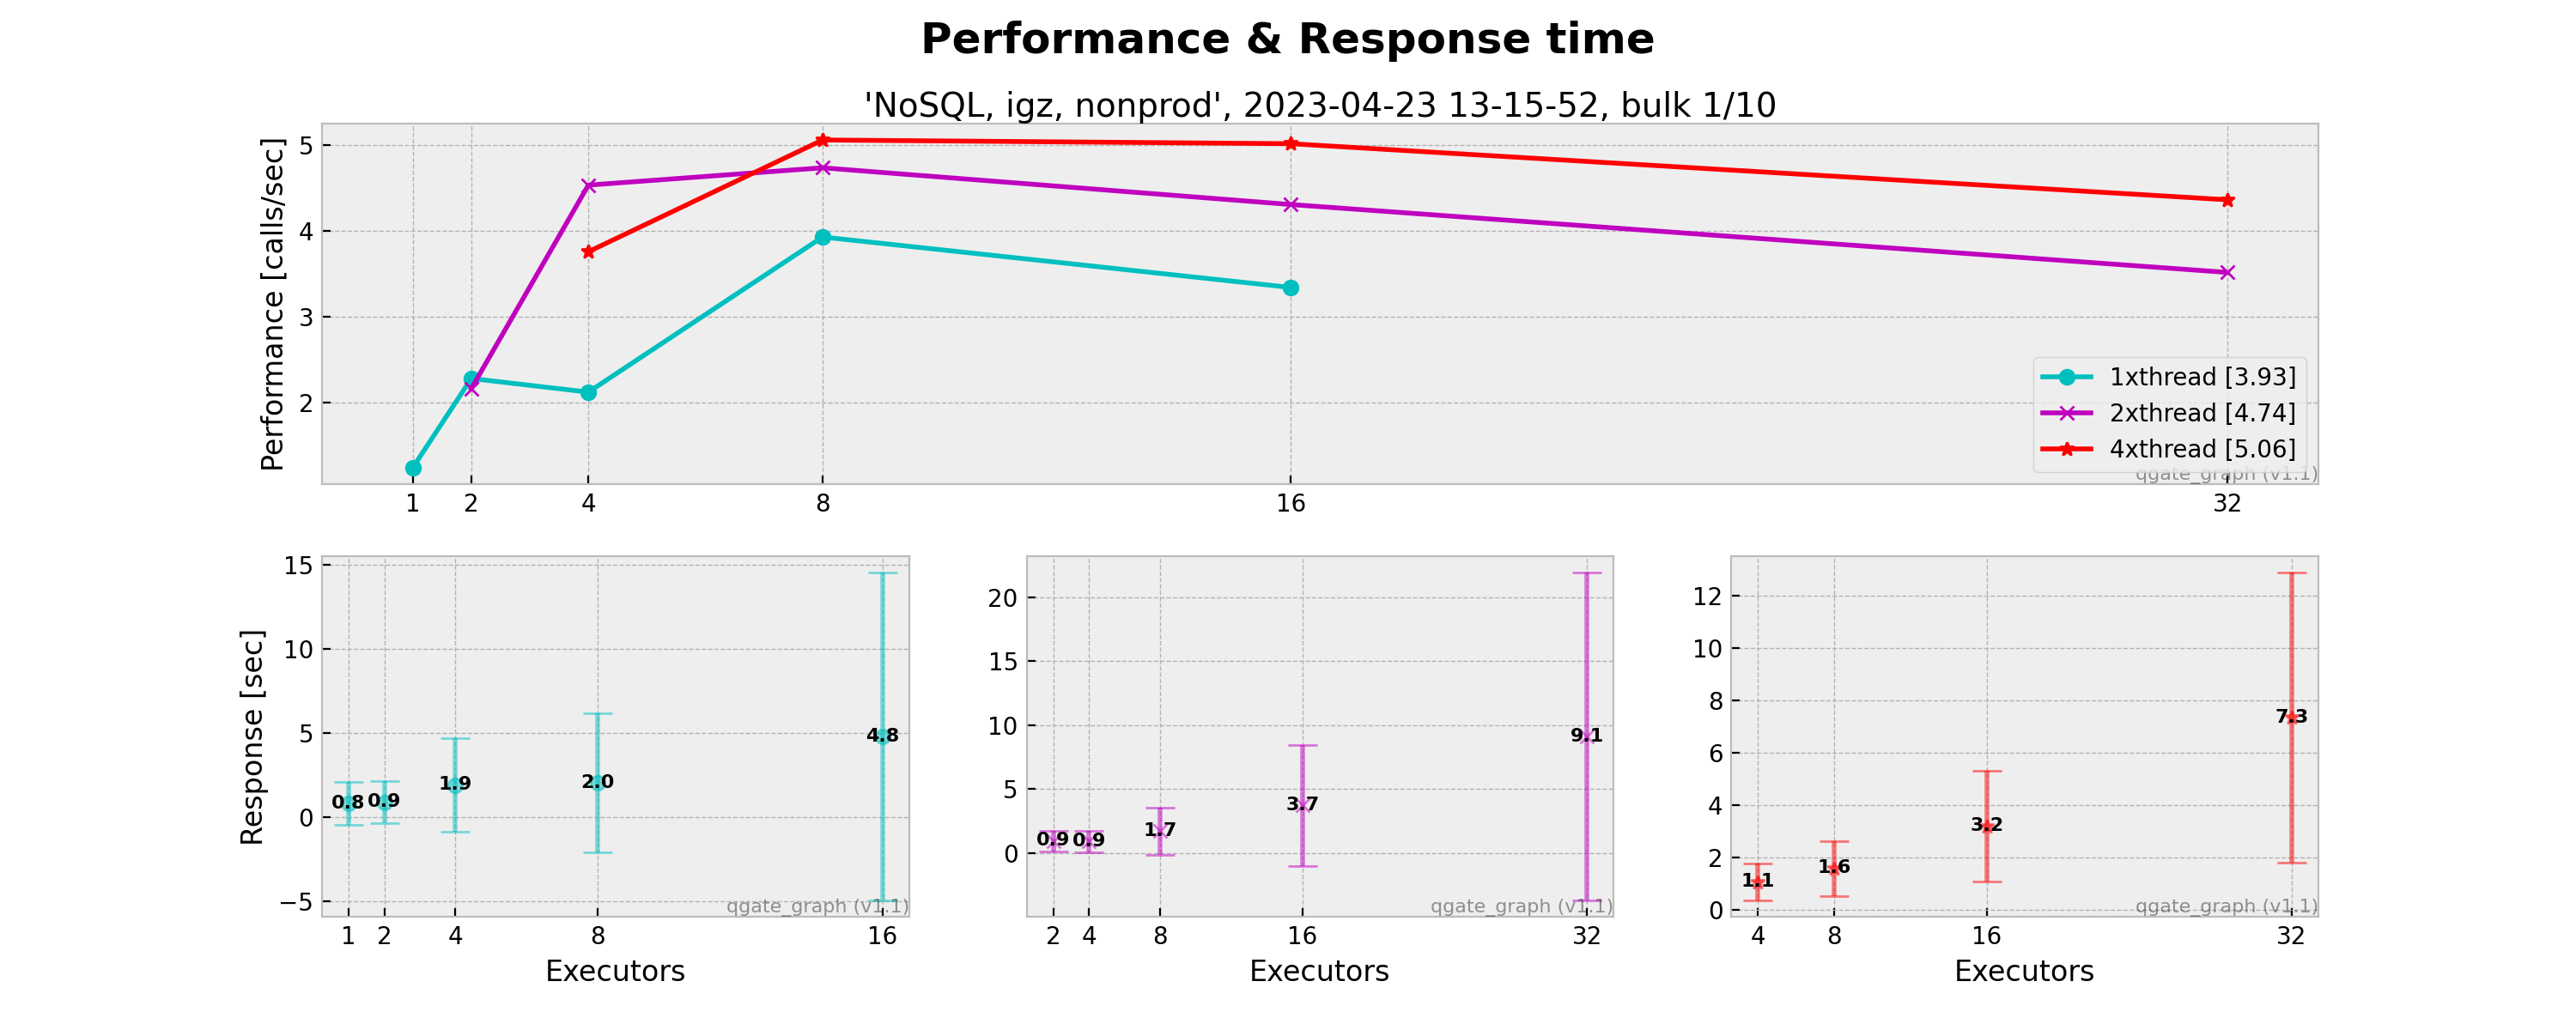 Performance & Response time
'NoSQL, igz, nonprod', 2023-04-23 13-15-52, bulk 1/10
Performance [calls/sec]
5
4
3
2
1xthread [3.93]
2xthread [4.74]
4xthread [5.06]
qgate_graph (v1.1)
1 2 4 8 16 32
Response [sec]
15
10
5
0
−5
0.8 0.9 1.9 2.0 4.8
qgate_graph (v1.1)
1 2 4 8 16
Executors
20
15
10
5
0
0.9 0.9 1.7 3.7 9.1
qgate_graph (v1.1)
2 4 8 16 32
Executors
12
10
8
6
4
2
0
1.1 1.6 3.2 7.3
qgate_graph (v1.1)
4 8 16 32
Executors